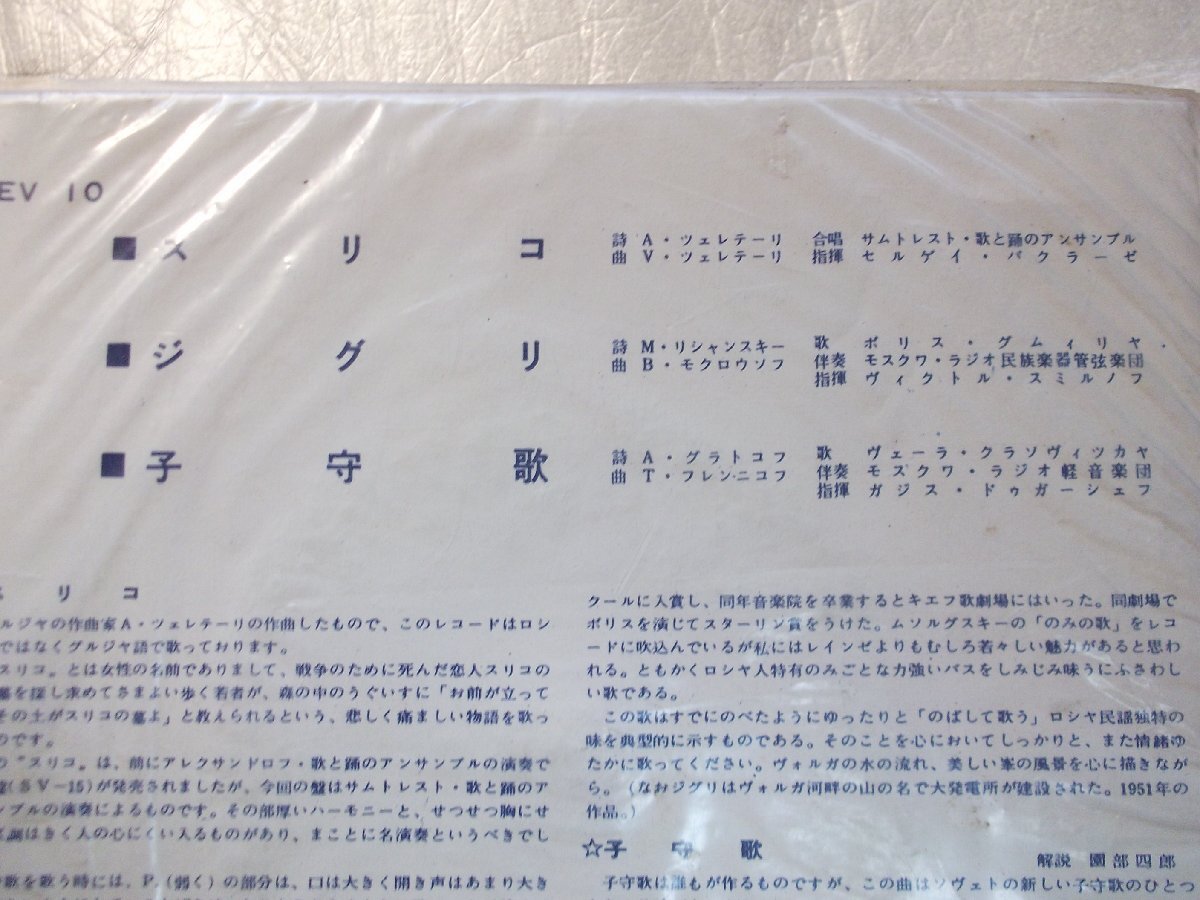 EV 10
■スリコ
詩 A・ツェレテーリ 合唱 サムトレスト・歌と踊のアンサンブル
曲 V・ツェレテーリ 指揮 セルゲイ・バクラーゼ
■ジグリ
詩 M・リシャンスキー 歌 ボリス・グムィリヤ
曲 B・モクロウソフ 伴奏 モスクワ・ラジオ民族楽器管弦楽団
指揮 ヴィクトル・スミルノフ
■子守歌
詩 A・グラトコフ 歌 ヴェーラ・クラソヴィツカヤ
曲 T・フレンニコフ 伴奏 モスクワ・ラジオ軽音楽団
指揮 ガジス・ドゥガーシェフ
リコ
ルジヤの作曲家A・ツェレテーリの作曲したもので、このレコードはロシ
ではなくグルジヤ語で歌っております。
スリコ〟とは女性の名前でありまして、戦争のために死んだ恋人スリコの
墓を探し求めてさまよい歩く若者が、森の中のうぐいすに「お前が立って
その土がスリコの墓よ」と教えられるという、悲しく痛ましい物語を歌っ
のです。
の〝スリコ〟は、前にアレクサンドロフ・歌と踊のアンサンブルの演奏で
(SV-15)が発売されましたが、今回の盤はサムトレスト・歌と踊のア
ンブルの演奏によるものです。その部厚いハーモニーと、せつせつ胸にせ
調はきく人の心にくい入るものがあり、まことに名演奏というべきでし
歌を歌う時には、P.(弱く)の部分は、口は大きく開き声はあまり大き
クールに入賞し、同年音楽院を卒業するとキエフ歌劇場にはいった。同劇場で
ボリスを演じてスターリン賞をうけた。ムソルグスキーの「のみの歌」をレコ
ードに吹込んでいるが私にはレインゼよりもむしろ若々しい魅力があると思わ
れる。ともかくロシヤ人特有のみごとな力強いバスをしみじみ味うにふさわし
い歌である。
この歌はすでにのべたようにゆったりと「のばして歌う」ロシヤ民謡独特の
味を典型的に示すものである。そのことを心においてしっかりと、また情緒ゆ
たかに歌ってください。ヴォルガの水の流れ、美しい峯の風景を心に描きなが
ら。(なおジグリはヴォルガ河畔の山の名で大発電所が建設された。1951年の
作品。)
☆子守歌
解説 園部四郎
子守歌は誰もが作るものですが、この曲はソヴェトの新しい子守歌のひとつ